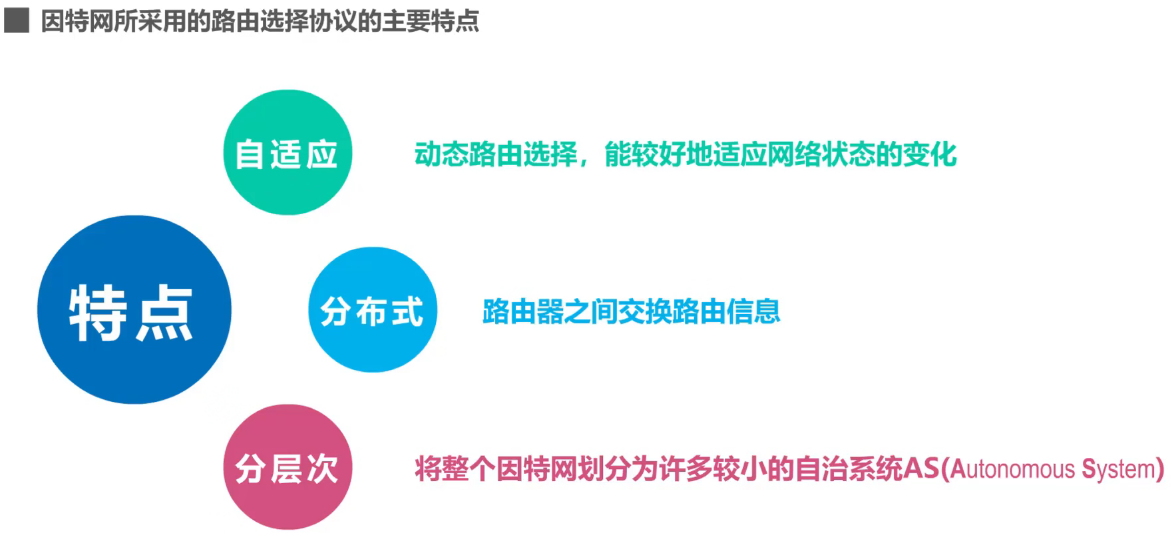 因特网所采用的路由选择协议的主要特点
自适应
动态路由选择，能较好地适应网络状态的变化
特点
分布式
路由器之间交换路由信息
分层次
将整个因特网划分为许多较小的自治系统AS(Autonomous System)